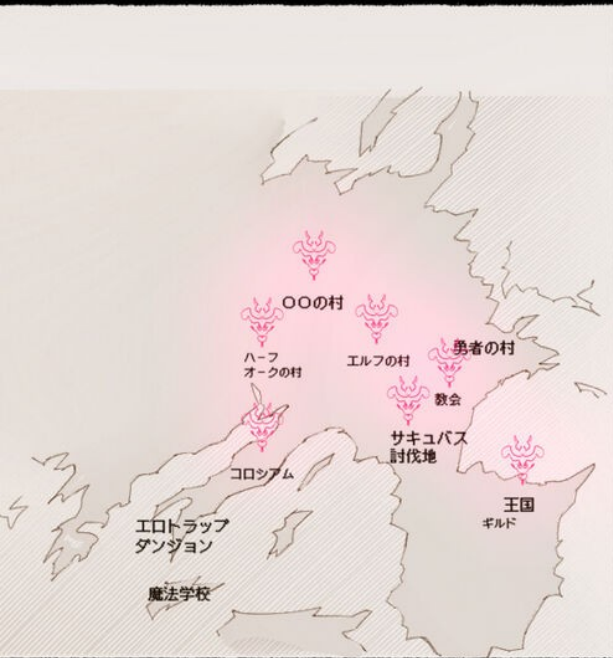 〇〇の村
勇者の村
ハーフ
オークの村
エルフの村
教会
サキュバス
討伐地
コロシアム
王国
ギルド
エロトラップ
ダンジョン
魔法学校